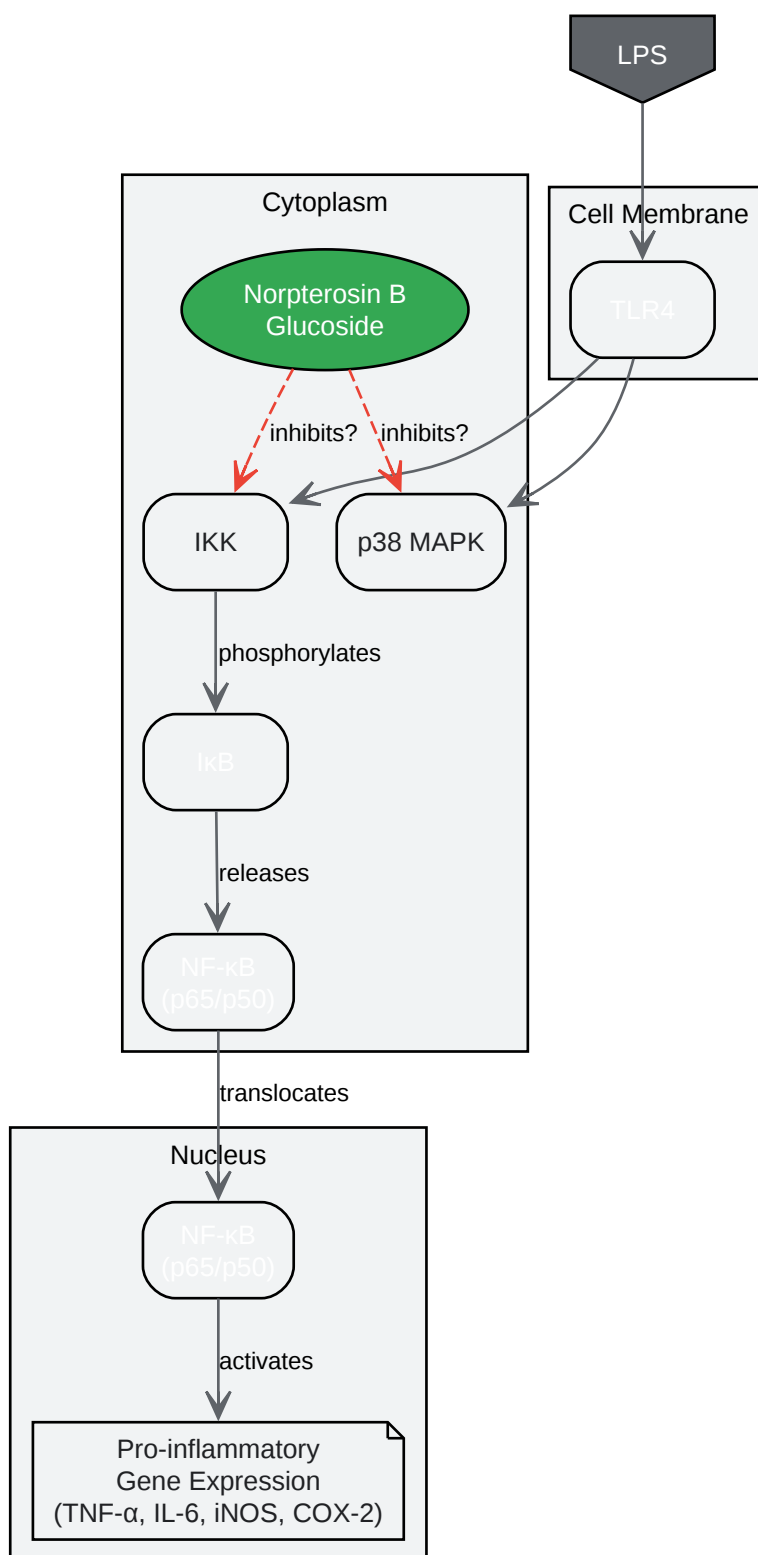 LPS
Cytoplasm
Cell Membrane
Norpterosin B
Glucoside
TLR4
inhibits?
inhibits?
IKK
p38 MAPK
phosphorylates
IκB
releases
NF-κB
(p65/p50)
translocates
Nucleus
NF-κB
(p65/p50)
activates
Pro-inflammatory
Gene Expression
(TNF-α, IL-6, iNOS, COX-2)